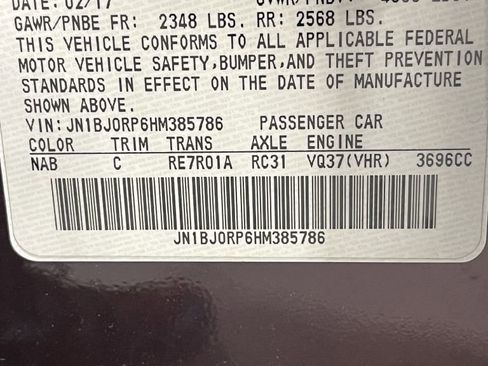 DATE: 02/17
GAWR/PNBE FR: 2348 LBS. RR: 2568 LBS.
THIS VEHICLE CONFORMS TO ALL APPLICABLE FEDERAL
MOTOR VEHICLE SAFETY,BUMPER,AND THEFT PREVENTION
STANDARDS IN EFFECT ON THE DATE OF MANUFACTURE
SHOWN ABOVE.
VIN:JN1BJ0RP6HM385786 PASSENGER CAR
COLOR TRIM TRANS AXLE ENGINE
NAB C RE7R01A RC31 VQ37(VHR) 3696CC
JN1BJ0RP6HM385786